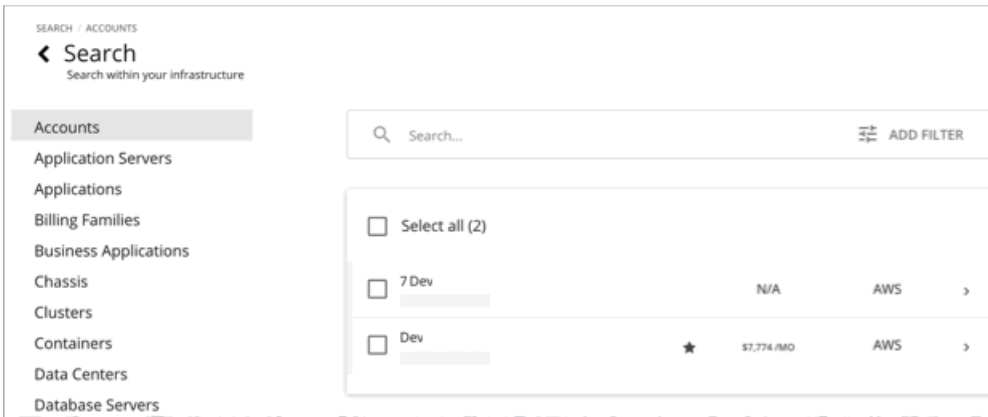 SEARCH / ACCOUNTS
Search
Search within your infrastructure
Accounts
Application Servers
Applications
Billing Families
Business Applications
Chassis
Clusters
Containers
Data Centers
Database Servers
Search...
ADD FILTER
Select all (2)
7 Dev
N/A
AWS
Dev
$7,774 /MO
AWS